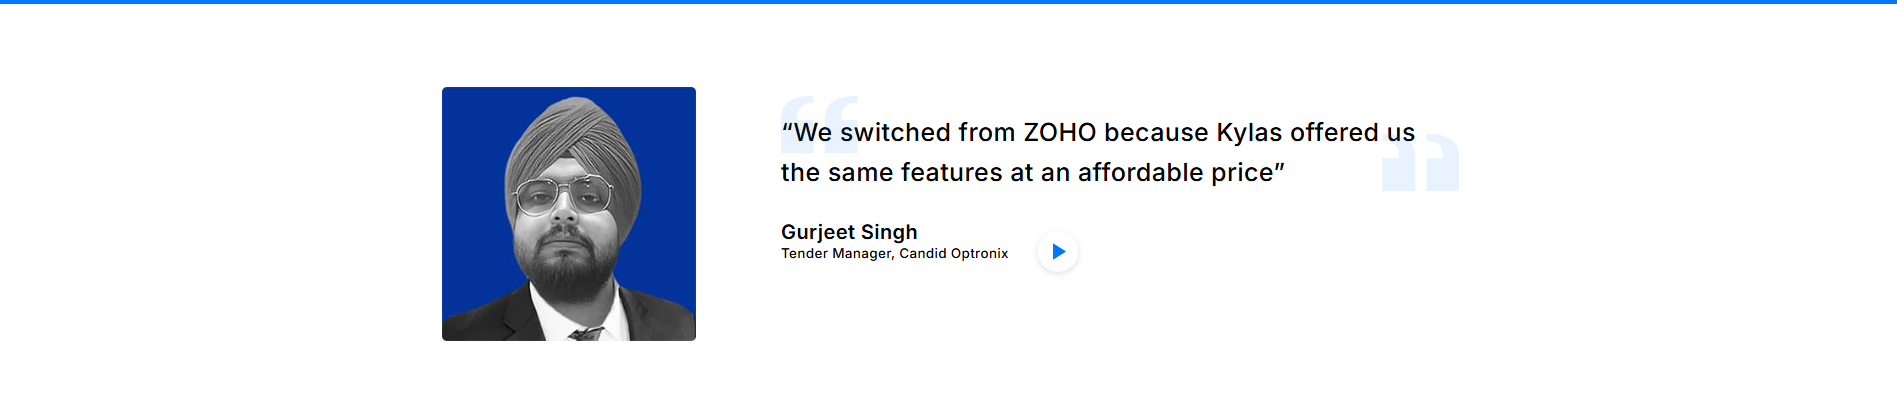 “We switched from ZOHO because Kylas offered us
the same features at an affordable price”
Gurjeet Singh
Tender Manager, Candid Optronix